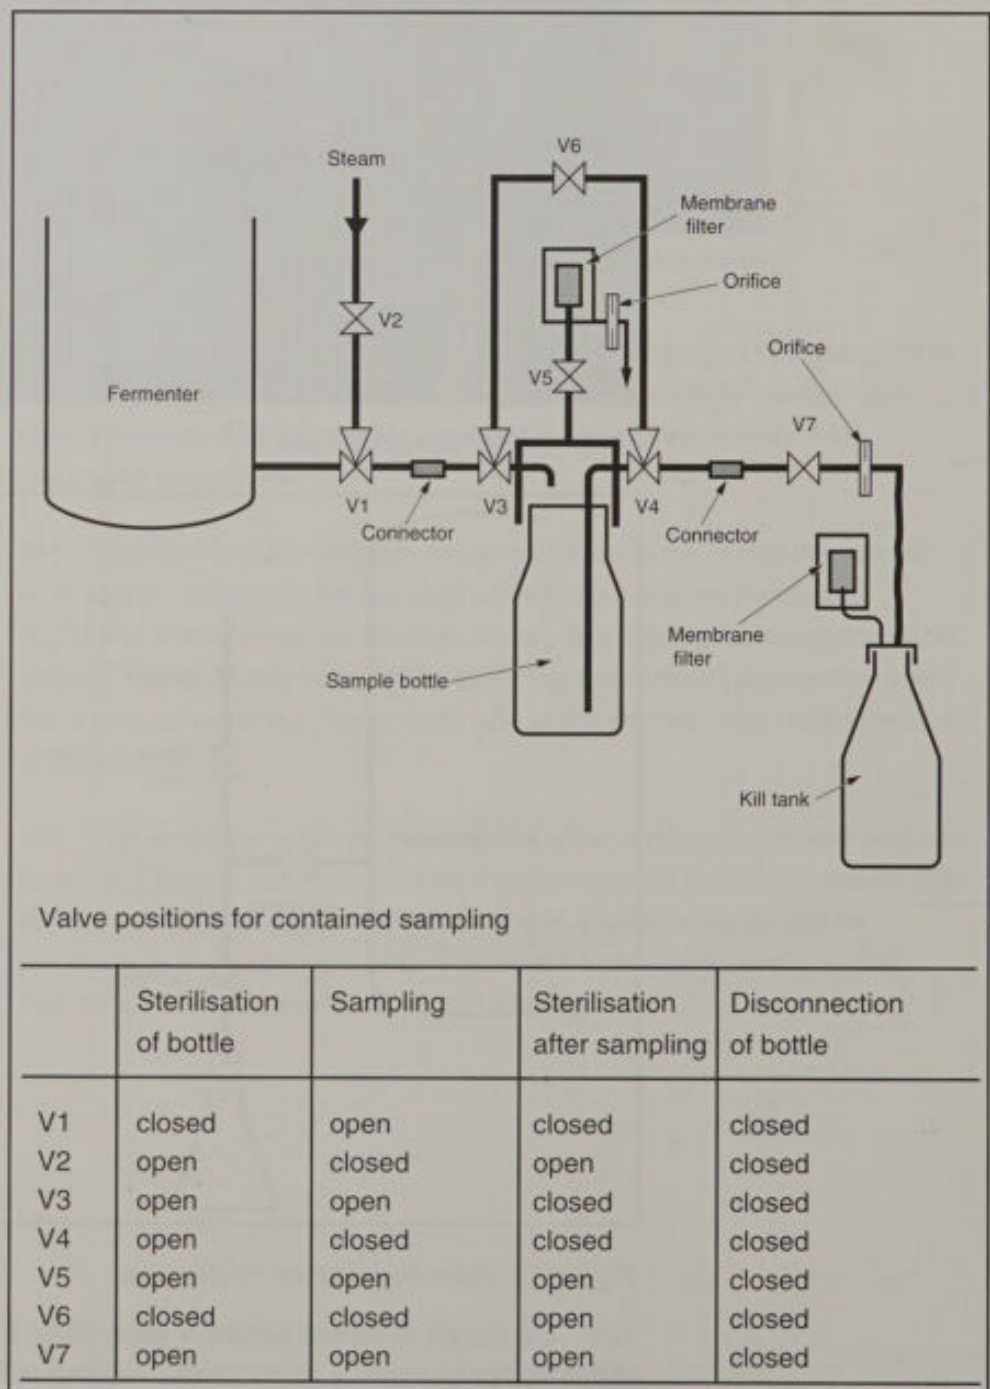 V6
Steam
Membrane
filter
Orifice
V2
Orifice
V5
Fermenter
V7
V1
V3
V4
Connector
Connector
Membrane
filter
Sample bottle
Kill tank
Valve positions for contained sampling
Sterilisation Sampling Sterilisation Disconnection
of bottle after sampling of bottle
V1 closed open closed closed
V2 open closed open closed
V3 open open closed closed
V4 open closed closed closed
V5 open open open closed
V6 closed closed open closed
V7 open open open closed